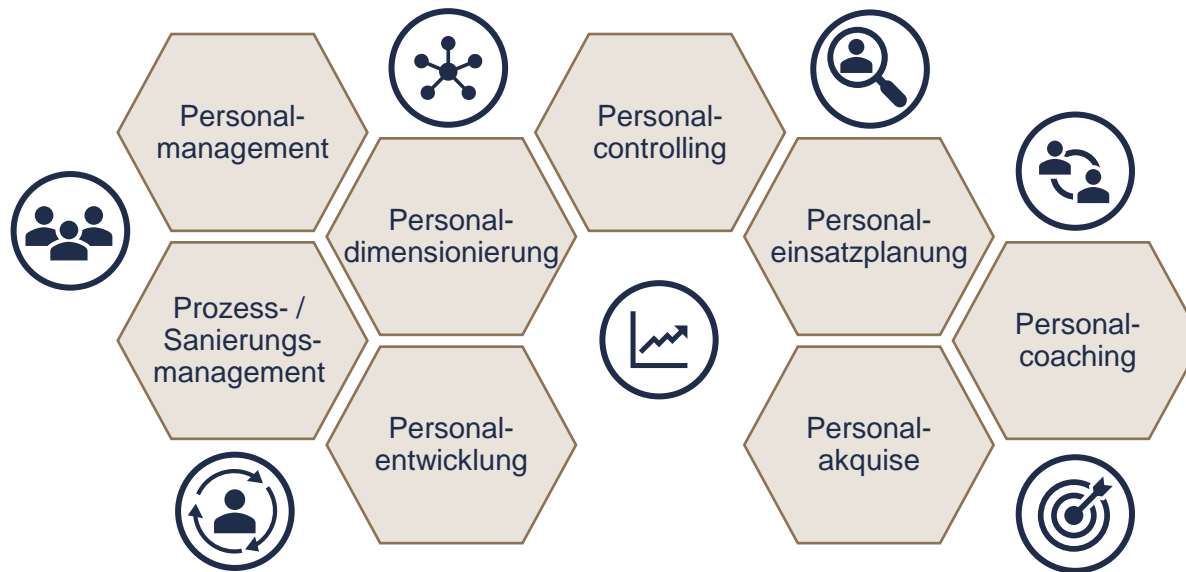 Personal-
management
Personal-
dimensionierung
Personal-
controlling
Personal-
einsatzplanung
Prozess- /
Sanierungs-
management
Personal-
entwicklung
Personal-
akquise
Personal-
coaching